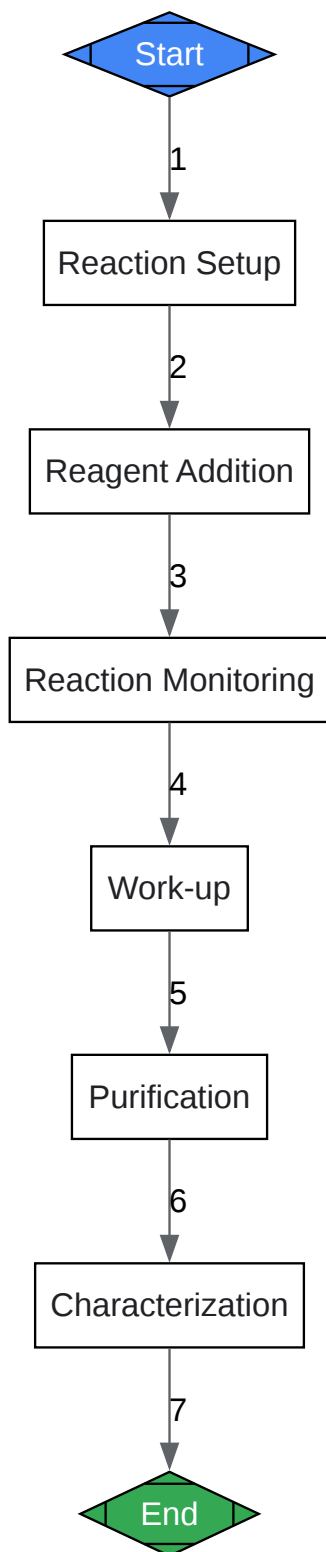 Start
1
Reaction Setup
2
Reagent Addition
3
Reaction Monitoring
4
Work-up
5
Purification
6
Characterization
7
End